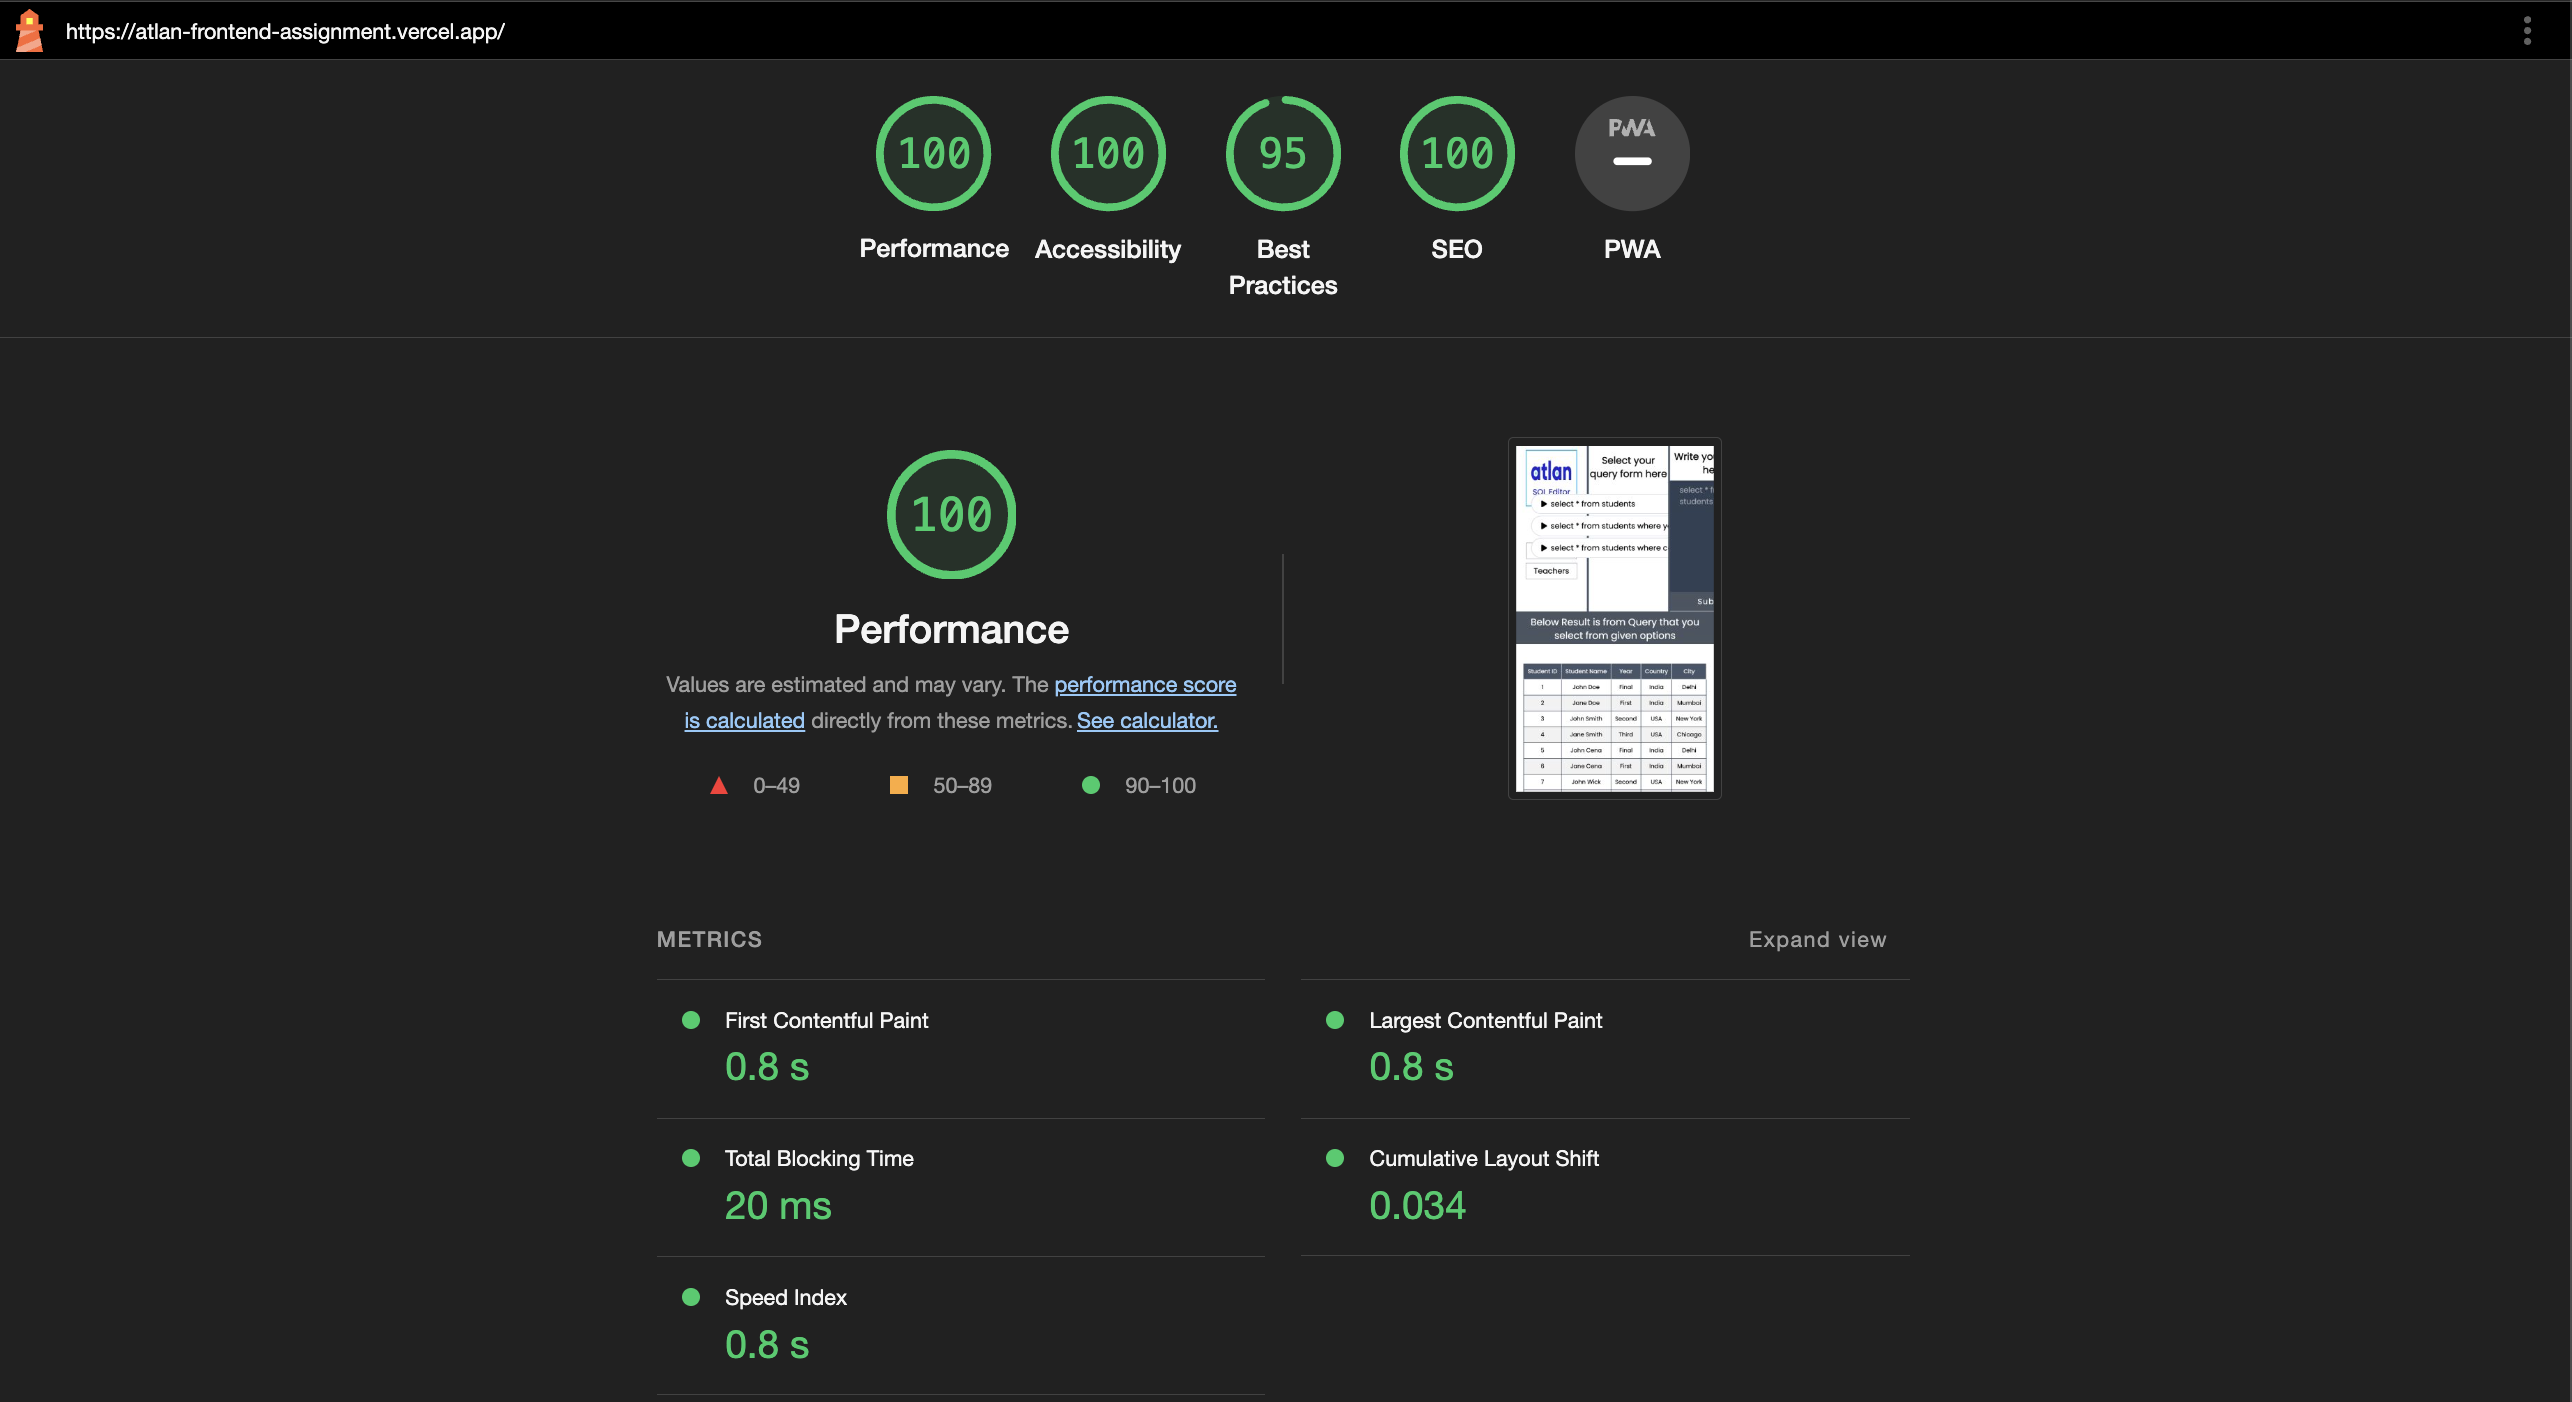 https://atlan-frontend-assignment.vercel.app/
100
100
95
100
PWA
Performance
Accessibility
Best
Practices
SEO
PWA
100
Performance
Values are estimated and may vary. The performance score
is calculated directly from these metrics. See calculator.
0–49
50–89
90–100
atlan
SQL Editor
Select your
query form here
Write yo
he
select * f
students
select * from students
select * from students where y
select * from students where c
Teachers
Sub
Below Result is from Query that you
select from given options
Student ID Student Name Year Country City
1 John Doe Final India Delhi
2 Jane Doe First India Mumbai
3 John Smith Second USA New York
4 Jane Smith Third USA Chicago
5 John Cena Final India Delhi
6 Jane Cena First India Mumbai
7 John Wick Second USA New York
METRICS
Expand view
First Contentful Paint
0.8 s
Largest Contentful Paint
0.8 s
Total Blocking Time
20 ms
Cumulative Layout Shift
0.034
Speed Index
0.8 s